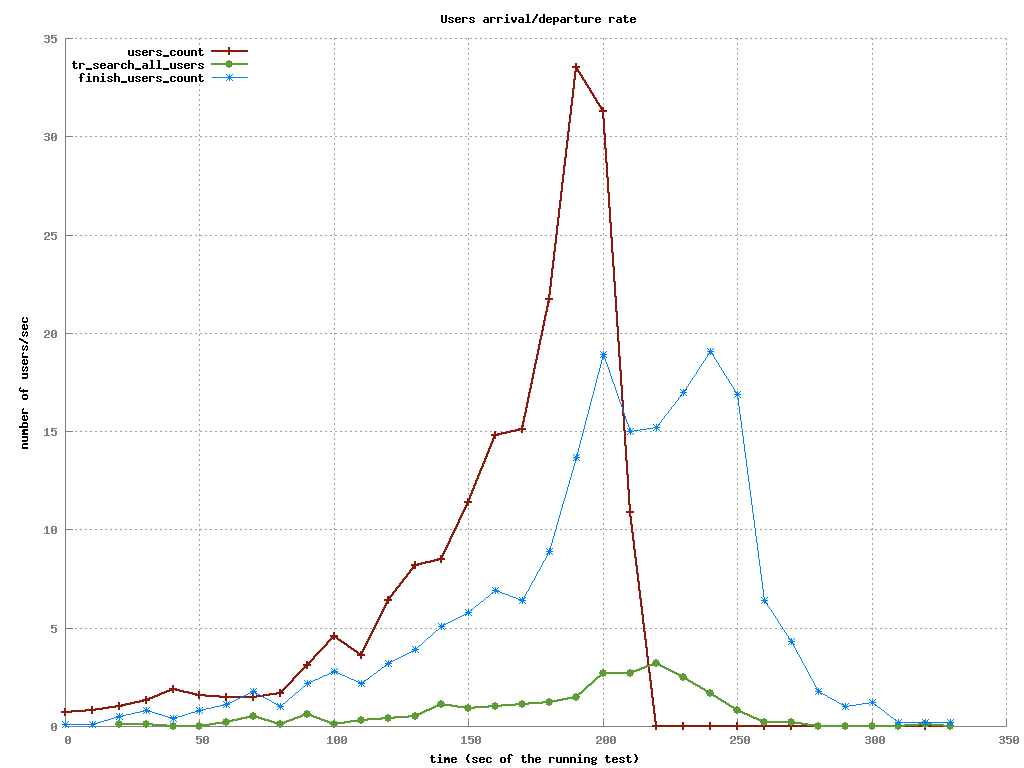 Users arrival/departure rate
users_count
tr_search_all_users
finish_users_count
35
30
25
20
15
10
5
0
number of users/sec
0 50 100 150 200 250 300 350
time (sec of the running test)